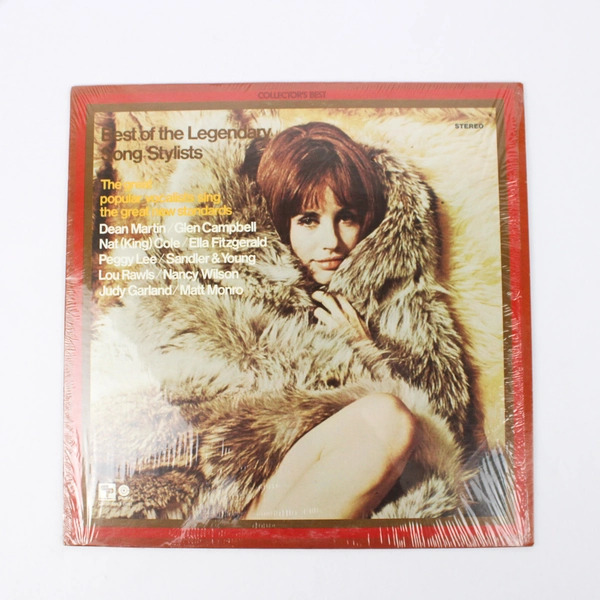 COLLECTOR'S BEST
Best of the Legendary
Song Stylists
STEREO
The great
popular vocalists sing
the great new standards
Dean Martin/Glen Campbell
Nat (King) Cole/Ella Fitzgerald
Peggy Lee/Sandler & Young
Lou Rawls/Nancy Wilson
Judy Garland/Matt Monro